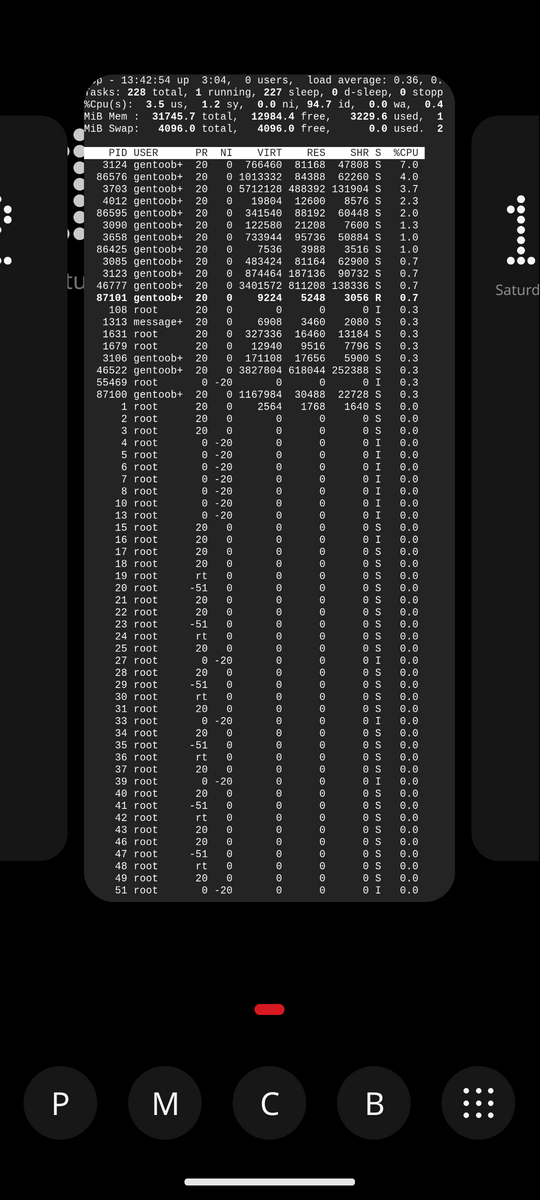 op - 13:42:54 up  3:04,  0 users,  load average: 0.36, 0.
Tasks: 228 total, 1 running, 227 sleep, 0 d-sleep, 0 stopp
%Cpu(s):  3.5 us,  1.2 sy,  0.0 ni, 94.7 id,  0.0 wa,  0.4
MiB Mem :  31745.7 total,  12984.4 free,   3229.6 used,  1
MiB Swap:   4096.0 total,   4096.0 free,      0.0 used.  2
PID USER PR NI VIRT RES SHR S %CPU
3124 gentoob+ 20 0 766460 81168 47808 S 7.0
86576 gentoob+ 20 0 1013332 84388 62260 S 4.0
3703 gentoob+ 20 0 5712128 488392 131904 S 3.7
4012 gentoob+ 20 0 19804 12600 8576 S 2.3
86595 gentoob+ 20 0 341540 88192 60448 S 2.0
3090 gentoob+ 20 0 122580 21208 7600 S 1.3
3658 gentoob+ 20 0 733944 95736 50884 S 1.0
86425 gentoob+ 20 0 7536 3988 3516 S 1.0
3085 gentoob+ 20 0 483424 81164 62900 S 0.7
3123 gentoob+ 20 0 874464 187136 90732 S 0.7
46777 gentoob+ 20 0 3401572 811208 138336 S 0.7
87101 gentoob+ 20 0 9224 5248 3056 R 0.7
108 root 20 0 0 0 0 I 0.3
1313 message+ 20 0 6908 3460 2080 S 0.3
1631 root 20 0 327336 16460 13184 S 0.3
1679 root 20 0 12940 9516 7796 S 0.3
3106 gentoob+ 20 0 171108 17656 5900 S 0.3
46522 gentoob+ 20 0 3827804 618044 252388 S 0.3
55469 root 0 -20 0 0 0 I 0.3
87100 gentoob+ 20 0 1167984 30488 22728 S 0.3
1 root 20 0 2564 1768 1640 S 0.0
2 root 20 0 0 0 0 S 0.0
3 root 20 0 0 0 0 S 0.0
4 root 0 -20 0 0 0 I 0.0
5 root 0 -20 0 0 0 I 0.0
6 root 0 -20 0 0 0 I 0.0
7 root 0 -20 0 0 0 I 0.0
8 root 0 -20 0 0 0 I 0.0
10 root 0 -20 0 0 0 I 0.0
13 root 0 -20 0 0 0 I 0.0
15 root 20 0 0 0 0 S 0.0
16 root 20 0 0 0 0 I 0.0
17 root 20 0 0 0 0 S 0.0
18 root 20 0 0 0 0 S 0.0
19 root rt 0 0 0 0 S 0.0
20 root -51 0 0 0 0 S 0.0
21 root 20 0 0 0 0 S 0.0
22 root 20 0 0 0 0 S 0.0
23 root -51 0 0 0 0 S 0.0
24 root rt 0 0 0 0 S 0.0
25 root 20 0 0 0 0 S 0.0
27 root 0 -20 0 0 0 I 0.0
28 root 20 0 0 0 0 S 0.0
29 root -51 0 0 0 0 S 0.0
30 root rt 0 0 0 0 S 0.0
31 root 20 0 0 0 0 S 0.0
33 root 0 -20 0 0 0 I 0.0
34 root 20 0 0 0 0 S 0.0
35 root -51 0 0 0 0 S 0.0
36 root rt 0 0 0 0 S 0.0
37 root 20 0 0 0 0 S 0.0
39 root 0 -20 0 0 0 I 0.0
40 root 20 0 0 0 0 S 0.0
41 root -51 0 0 0 0 S 0.0
42 root rt 0 0 0 0 S 0.0
43 root 20 0 0 0 0 S 0.0
46 root 20 0 0 0 0 S 0.0
47 root -51 0 0 0 0 S 0.0
48 root rt 0 0 0 0 S 0.0
49 root 20 0 0 0 0 S 0.0
51 root 0 -20 0 0 0 I 0.0
tu
1
Saturd
P M C B